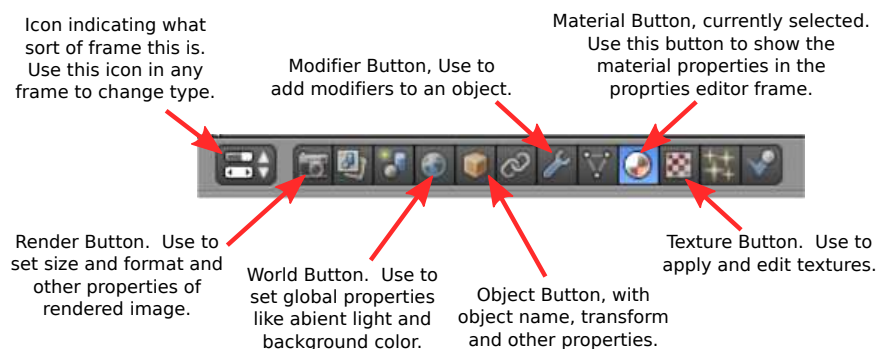 Icon indicating what
sort of frame this is.
Use this icon in any
frame to change type.
Modifier Button, Use to
add modifiers to an object.
Material Button, currently selected.
Use this button to show the
material properties in the
proprties editor frame.
Render Button.  Use to
set size and format and
other properties of
rendered image.
World Button.  Use to
set global properties
like abient light and
background color.
Object Button, with
object name, transform
and other properties.
Texture Button.  Use to
apply and edit textures.